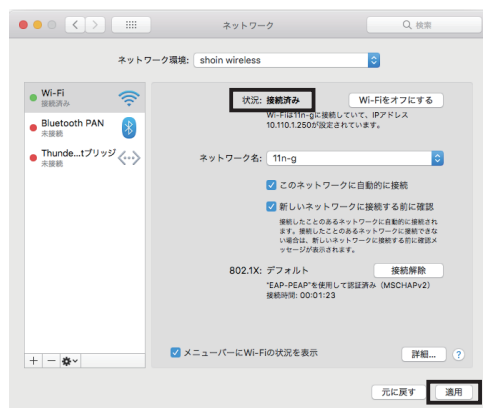 ネットワーク
検索
ネットワーク環境: shoin wireless
Wi-Fi
接続済み
Bluetooth PAN
未接続
Thunde...tブリッジ
未接続
状況: 接続済み
Wi-Fiをオフにする
Wi-Fiは11n-gに接続していて、IPアドレス
10.110.1.250が設定されています。
ネットワーク名: 11n-g
このネットワークに自動的に接続
新しいネットワークに接続する前に確認
接続したことのあるネットワークに自動的に接続され
ます。接続したことのあるネットワークに接続できな
い場合は、新しいネットワークに接続する前に確認メ
ッセージが表示されます。
802.1X: デフォルト
接続解除
"EAP-PEAP"を使用して認証済み（MSCHAPv2）
接続時間: 00:01:23
メニューバーにWi-Fiの状況を表示
詳細...
?
元に戻す
適用